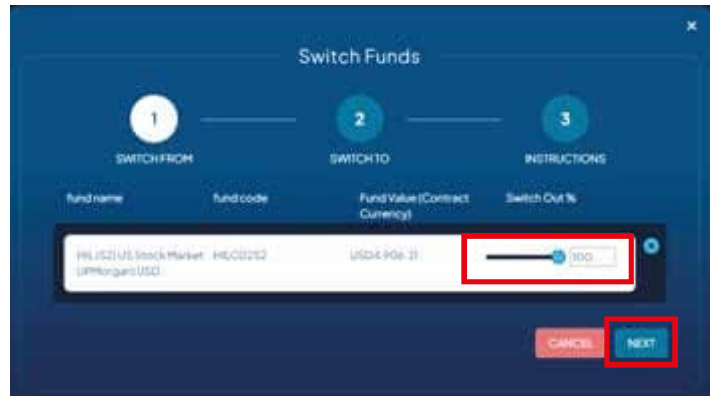 ×
Switch Funds
1
2
3
SWITCH FROM
SWITCH TO
INSTRUCTIONS
fund name
fund code
Fund Value (Contract
Currency)
Switch Out %
US Stock Market
(JPMorgan) USD
100
CANCEL
NEXT